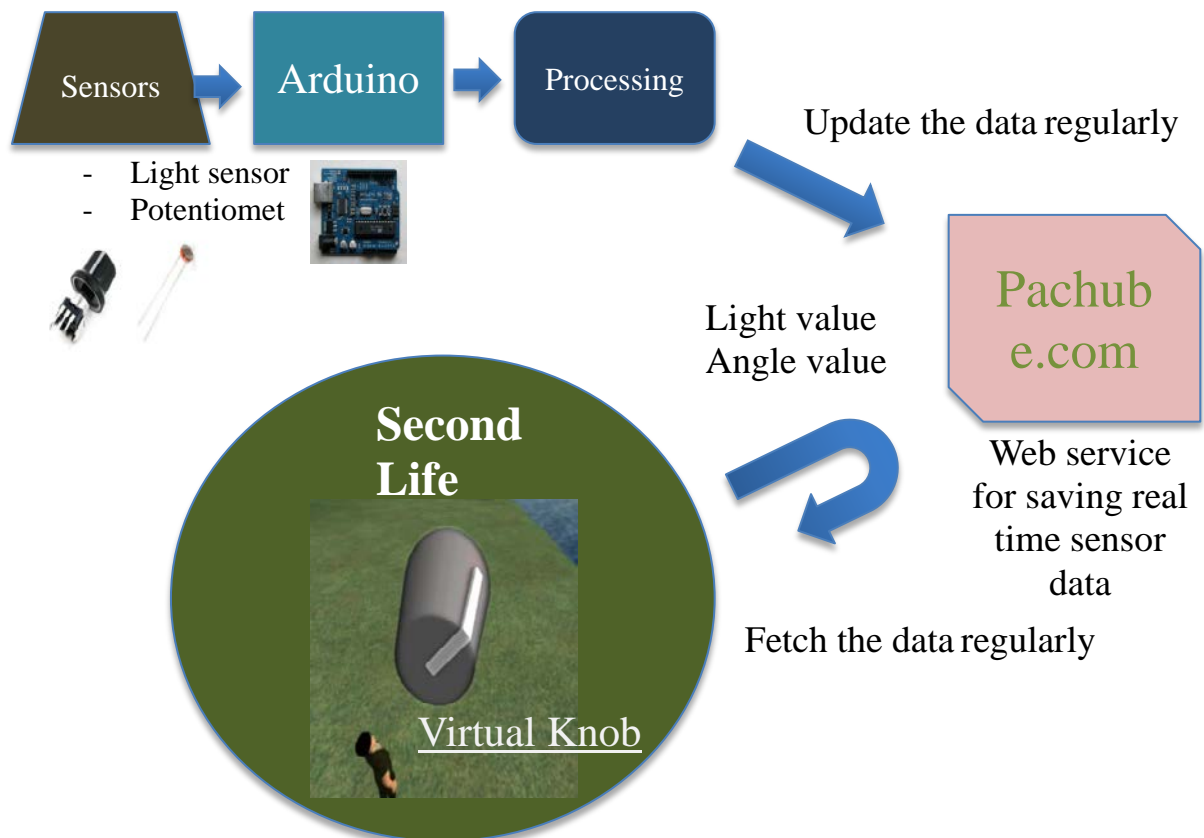 Sensors
Arduino
Processing
Update the data regularly
- Light sensor
- Potentiomet
Pachub
e.com
Light value
Angle value
Web service
for saving real
time sensor
data
Second
Life
Fetch the data regularly
Virtual Knob